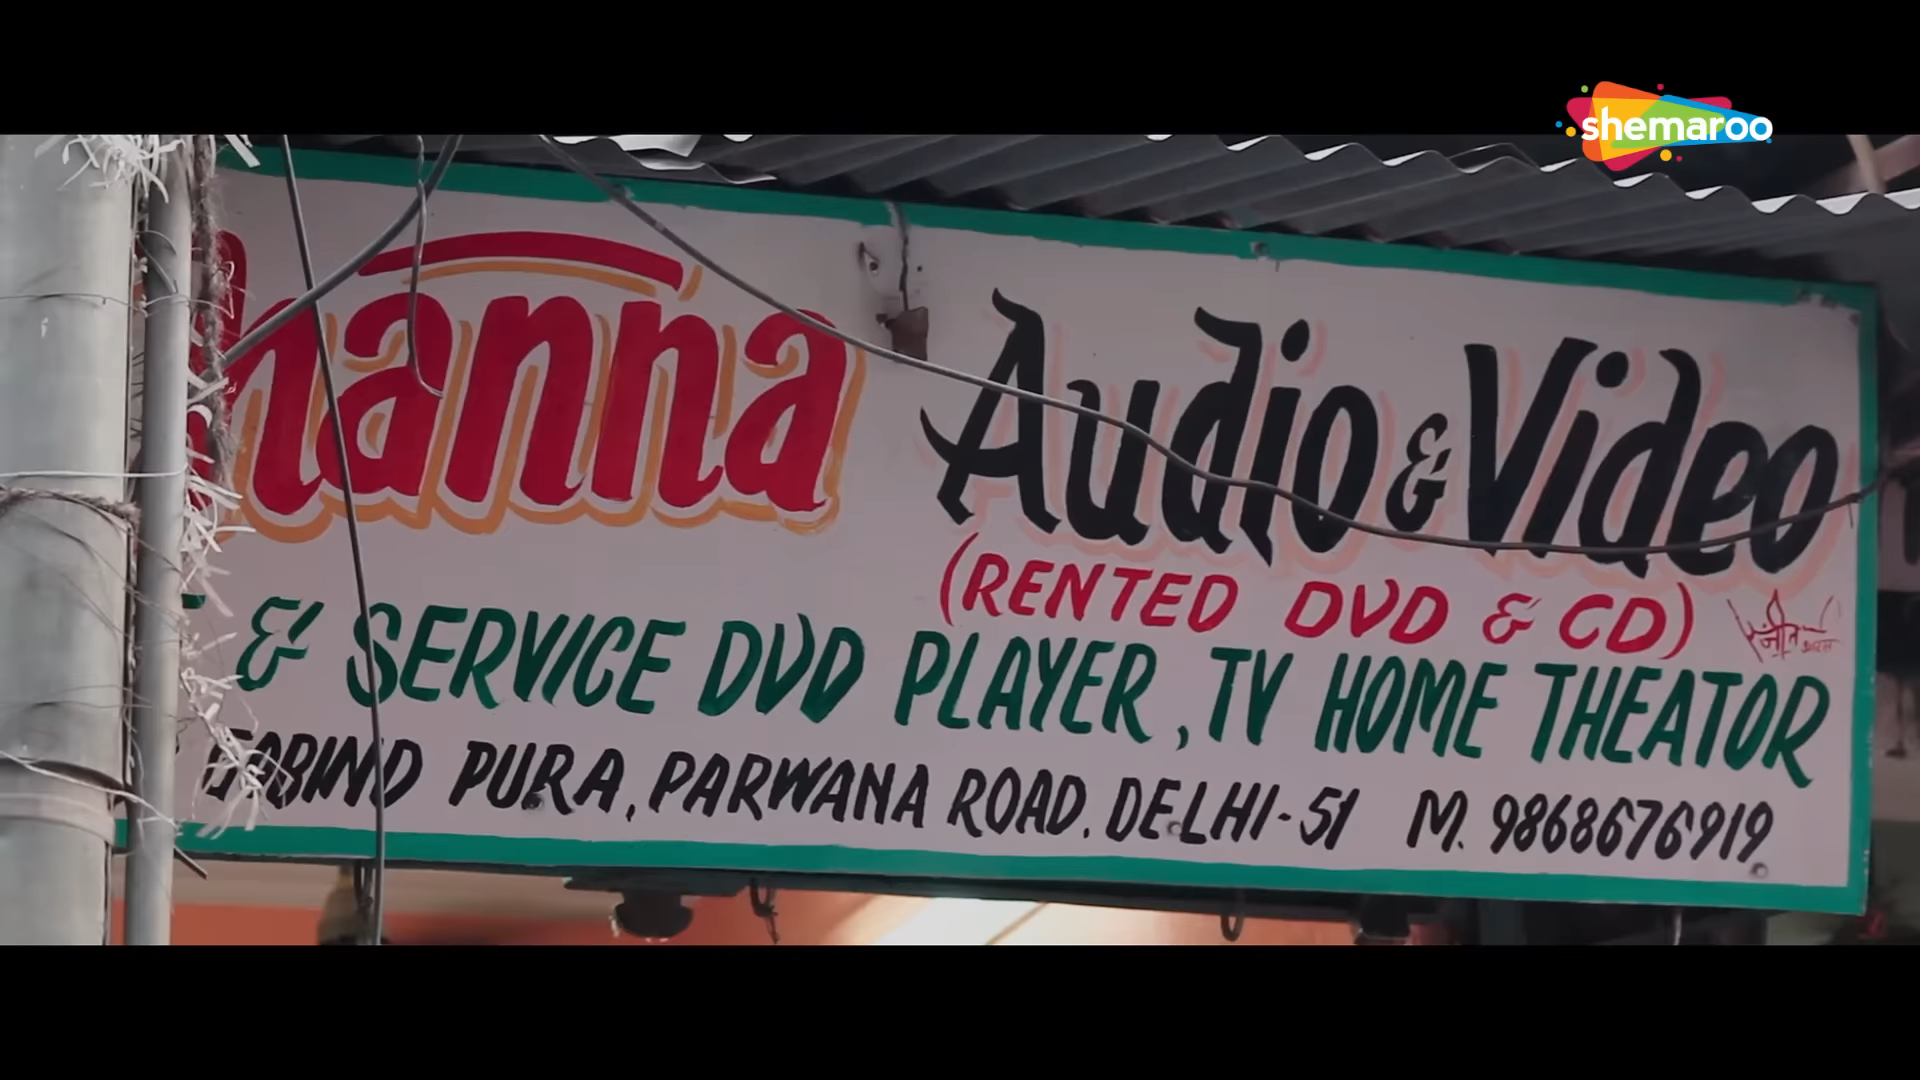 shemaroo
hanna Audio & Video
(RENTED DVD & CD)
रंजीत
& SERVICE DVD PLAYER, TV HOME THEATOR
GOBIND PURA, PARWANA ROAD. DELHI-51 M. 9868676919